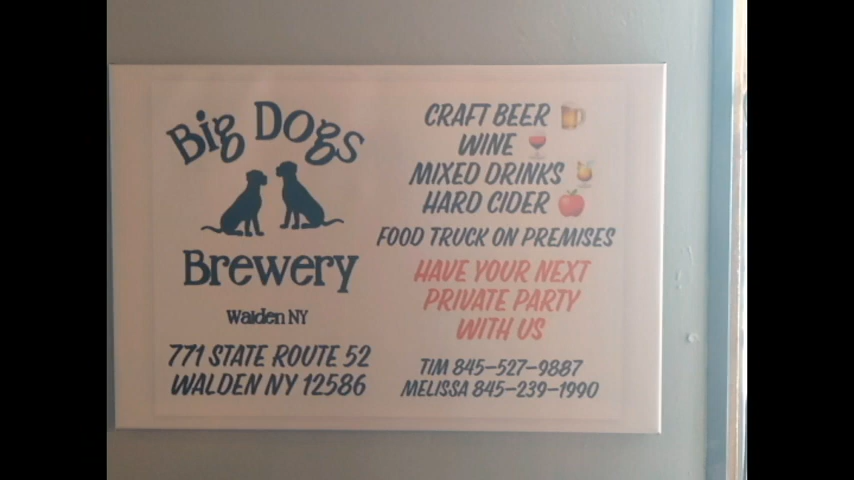 Big Dogs
Brewery
Walden NY
771 STATE ROUTE 52
WALDEN NY 12586
CRAFT BEER
WINE
MIXED DRINKS
HARD CIDER
FOOD TRUCK ON PREMISES
HAVE YOUR NEXT
PRIVATE PARTY
WITH US
TIM 845-527-9887
MELISSA 845-239-1990